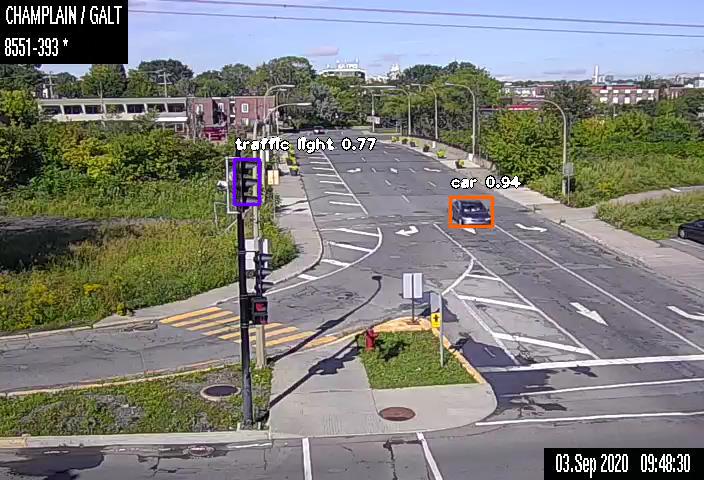 CHAMPLAIN / GALT
8551-393 *
traffic light 0.77
car 0.94
03.Sep 2020 09:48:30